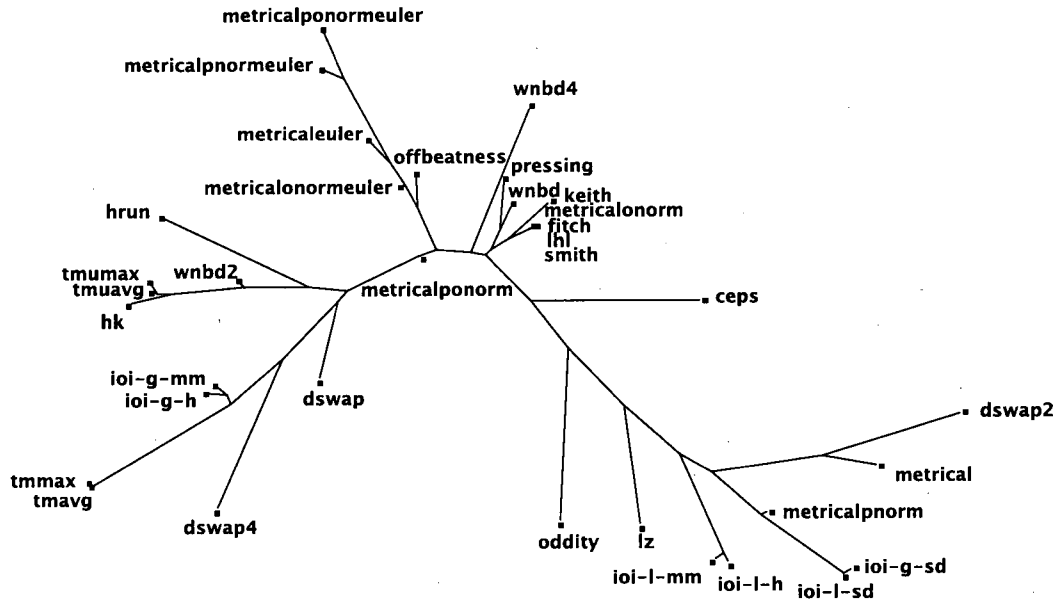 metricalponormeuler
metricalpnormeuler
wnbd4
metricaleuler
offbeatness
pressing
metricalonormeuler
wnbd
keith
hrun
metricalonorm
fitch
lhl
smith
tmumax
wnbd2
tmuavg
metricalponorm
ceps
hk
ioi-g-mm
ioi-g-h
dswap
dswap2
metrical
tmmax
tmavg
dswap4
metricalpnorm
oddity
lz
ioi-l-mm
ioi-l-h
ioi-g-sd
ioi-l-sd